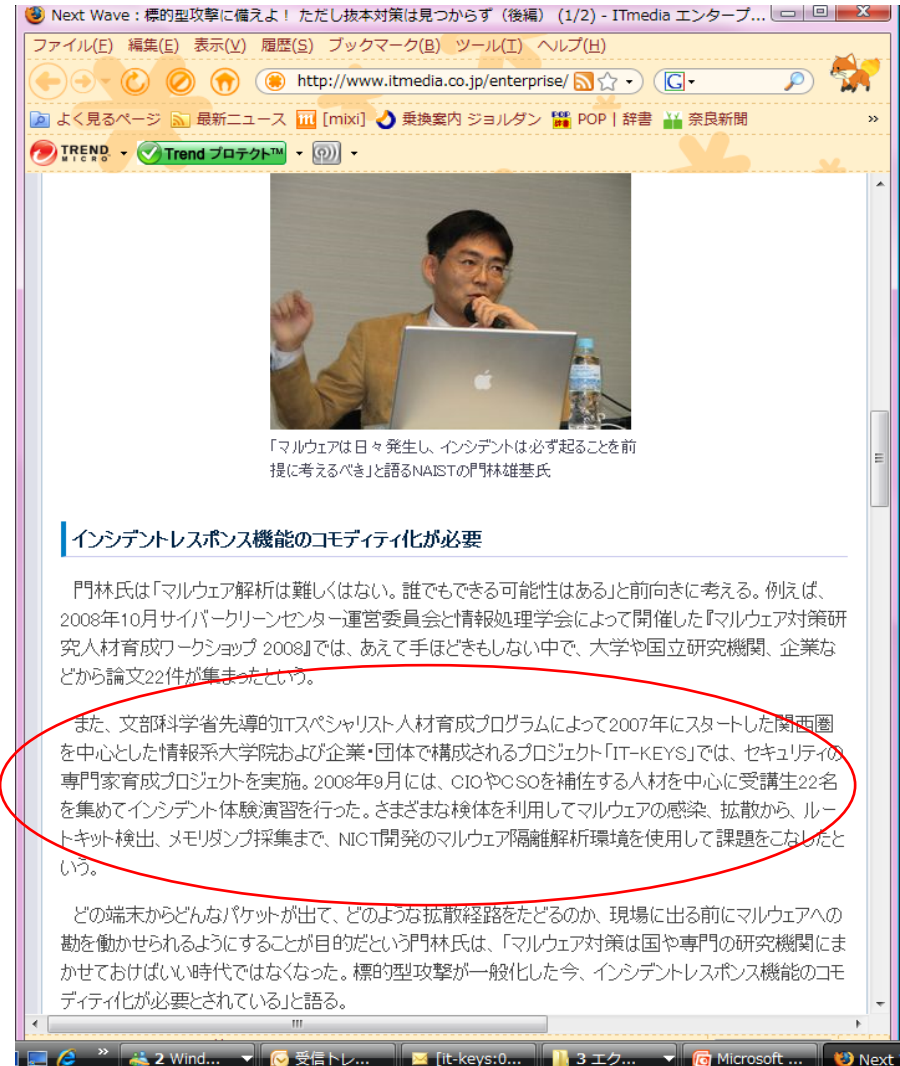 Next Wave：標的型攻撃に備えよ！ ただし抜本対策は見つからず（後編） (1/2) - ITmedia エンタープ...
ファイル(F) 編集(E) 表示(V) 履歴(S) ブックマーク(B) ツール(T) ヘルプ(H)
http://www.itmedia.co.jp/enterprise/ G
よく見るページ 最新ニュース [mixi] 乗換案内 ジョルダン POP | 辞書 奈良新聞 »
TREND MICRO Trend プロテクト™
「マルウェアは日々発生し、インシデントは必ず起ることを前
提に考えるべき」と語るNAISTの門林雄基氏
インシデントレスポンス機能のコモディティ化が必要
門林氏は「マルウェア解析は難しくはない。誰でもできる可能性はある」と前向きに考える。例えば、
2008年10月サイバークリーンセンター運営委員会と情報処理学会によって開催した『マルウェア対策研
究人材育成ワークショップ 2008』では、あえて手ほどきもしない中で、大学や国立研究機関、企業な
どから論文22件が集まったという。
また、文部科学省先導的ITスペシャリスト人材育成プログラムによって2007年にスタートした関西圏
を中心とした情報系大学院および企業・団体で構成されるプロジェクト「IT-KEYS」では、セキュリティの
専門家育成プロジェクトを実施。2008年9月には、CIOやCSOを補佐する人材を中心に受講生22名
を集めてインシデント体験演習を行った。さまざまな検体を利用してマルウェアの感染、拡散から、ルー
トキット検出、メモリダンプ採集まで、NICT開発のマルウェア隔離解析環境を使用して課題をこなしたと
いう。
どの端末からどんなパケットが出て、どのような拡散経路をたどるのか、現場に出る前にマルウェアへの
勘を働かせられるようにすることが目的だという門林氏は、「マルウェア対策は国や専門の研究機関にま
かせておけばいい時代ではなくなった。標的型攻撃が一般化した今、インシデントレスポンス機能のコモ
ディティ化が必要とされている」と語る。
» 2 Wind... 受信トレ... [it-keys:0... 3 エク... Microsoft ... Next